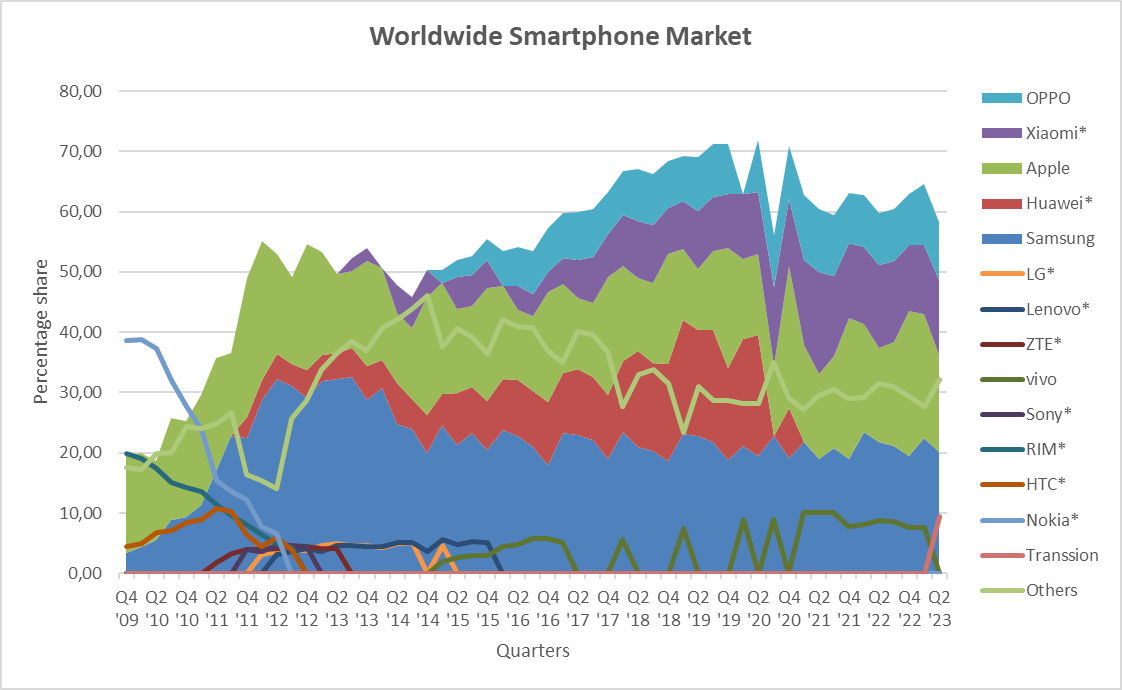 Worldwide Smartphone Market
Percentage share
80,00
70,00
60,00
50,00
40,00
30,00
20,00
10,00
0,00
Q4 Q2 Q4 Q2 Q4 Q2 Q4 Q2 Q4 Q2 Q4 Q2 Q4 Q2 Q4 Q2 Q4 Q2 Q4 Q2 Q4 Q2 Q4 Q2 Q4 Q2 Q4 Q2
'09 '10 '10 '11 '11 '12 '12 '13 '13 '14 '14 '15 '15 '16 '16 '17 '17 '18 '18 '19 '19 '20 '20 '21 '21 '22 '22 '23
Quarters
OPPO
Xiaomi*
Apple
Huawei*
Samsung
LG*
Lenovo*
ZTE*
vivo
Sony*
RIM*
HTC*
Nokia*
Transsion
Others